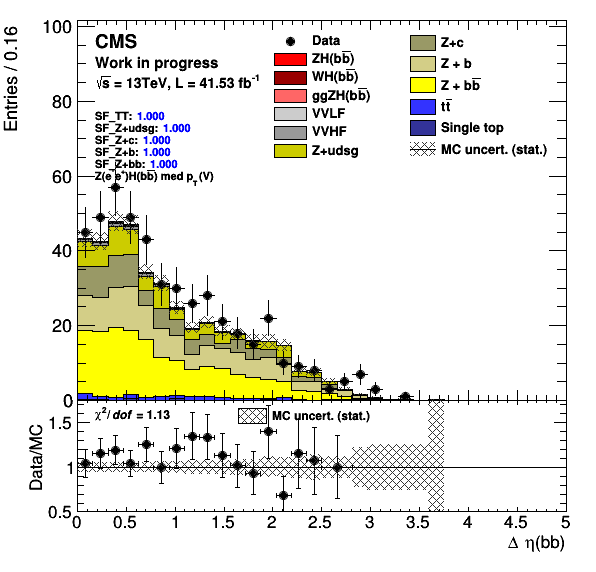 Entries / 0.16
100
80
60
40
20
0
CMS
Work in progress
√s = 13TeV, L = 41.53 fb⁻¹
SF_TT: 1.000
SF_Z+udsg: 1.000
SF_Z+c: 1.000
SF_Z+b: 1.000
SF_Z+bb: 1.000
Z(e⁻e⁺)H(bb̅) med p_T(V)
Data
ZH(bb̅)
WH(bb̅)
ggZH(bb̅)
VVLF
VVHF
Z+udsg
Z+c
Z + b
Z + bb̅
tt̅
Single top
MC uncert. (stat.)
χ²/dof = 1.13
MC uncert. (stat.)
Data/MC
1.5
1
0.5
0 0.5 1 1.5 2 2.5 3 3.5 4 4.5 5
Δ η(bb)